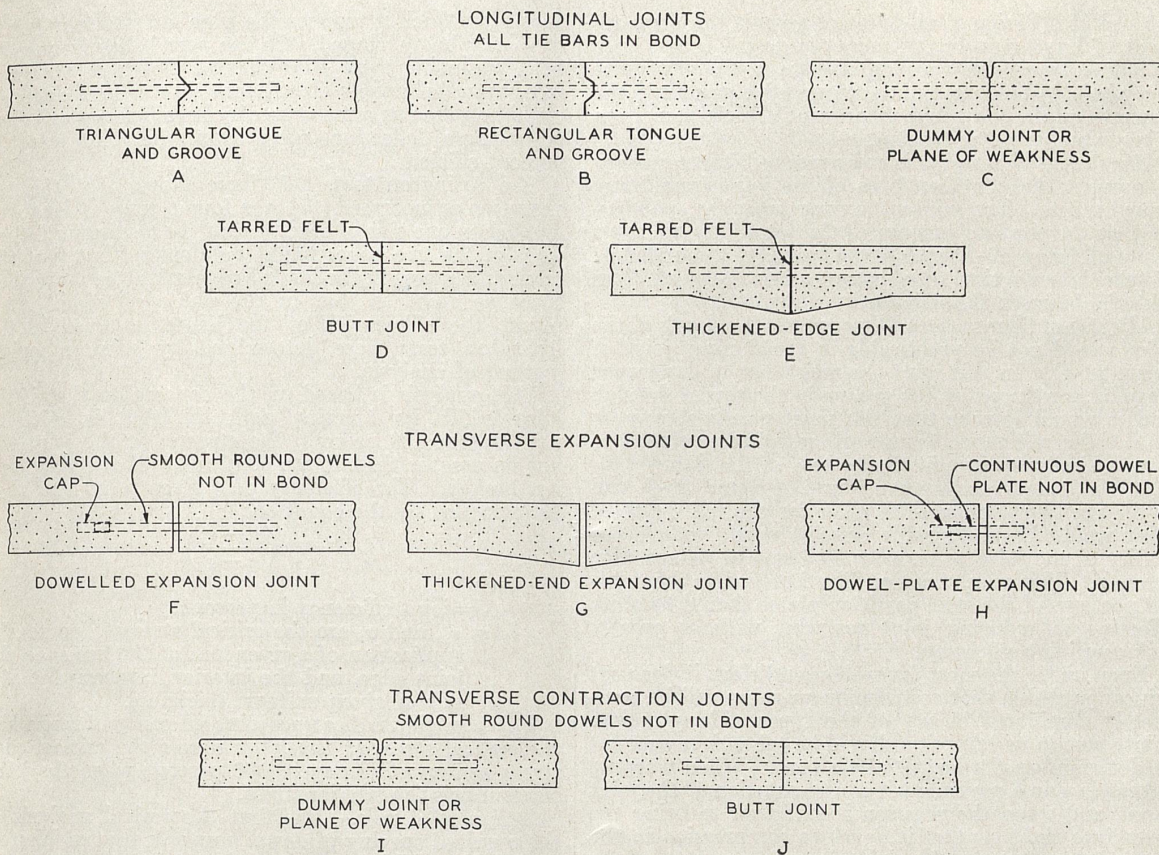 LONGITUDINAL JOINTS
ALL TIE BARS IN BOND
TRIANGULAR TONGUE
AND GROOVE
A
RECTANGULAR TONGUE
AND GROOVE
B
DUMMY JOINT OR
PLANE OF WEAKNESS
C
TARRED FELT
BUTT JOINT
D
TARRED FELT
THICKENED-EDGE JOINT
E
TRANSVERSE EXPANSION JOINTS
EXPANSION
CAP
SMOOTH ROUND DOWELS
NOT IN BOND
DOWELLED EXPANSION JOINT
F
THICKENED-END EXPANSION JOINT
G
EXPANSION
CAP
CONTINUOUS DOWEL
PLATE NOT IN BOND
DOWEL-PLATE EXPANSION JOINT
H
TRANSVERSE CONTRACTION JOINTS
SMOOTH ROUND DOWELS NOT IN BOND
DUMMY JOINT OR
PLANE OF WEAKNESS
I
BUTT JOINT
J